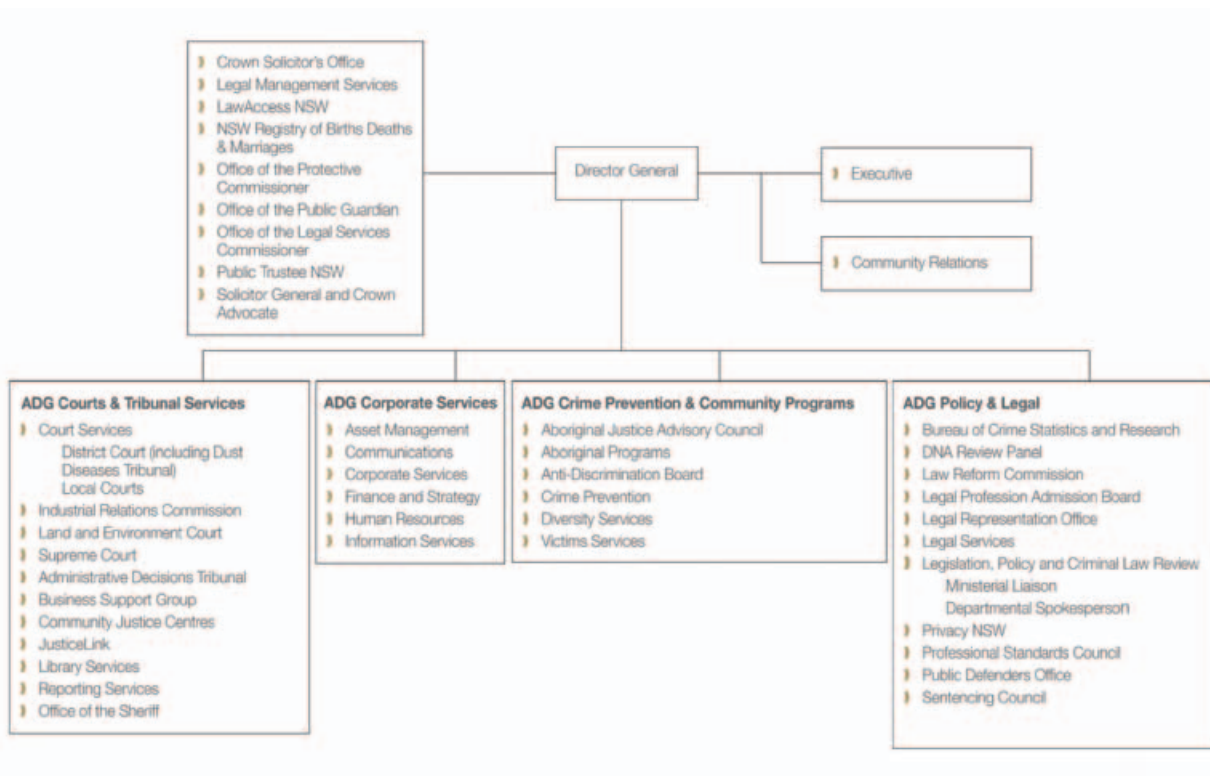 Crown Solicitor's Office
Legal Management Services
LawAccess NSW
NSW Registry of Births Deaths
& Marriages
Office of the Protective
Commissioner
Office of the Public Guardian
Office of the Legal Services
Commissioner
Public Trustee NSW
Solicitor General and Crown
Advocate
Director General
Executive
Community Relations
ADG Courts & Tribunal Services
Court Services
District Court (including Dust
Diseases Tribunal)
Local Courts
Industrial Relations Commission
Land and Environment Court
Supreme Court
Administrative Decisions Tribunal
Business Support Group
Community Justice Centres
JusticeLink
Library Services
Reporting Services
Office of the Sheriff
ADG Corporate Services
Asset Management
Communications
Corporate Services
Finance and Strategy
Human Resources
Information Services
ADG Crime Prevention & Community Programs
Aboriginal Justice Advisory Council
Aboriginal Programs
Anti-Discrimination Board
Crime Prevention
Diversity Services
Victims Services
ADG Policy & Legal
Bureau of Crime Statistics and Research
DNA Review Panel
Law Reform Commission
Legal Profession Admission Board
Legal Representation Office
Legal Services
Legislation, Policy and Criminal Law Review
Ministerial Liaison
Departmental Spokesperson
Privacy NSW
Professional Standards Council
Public Defenders Office
Sentencing Council